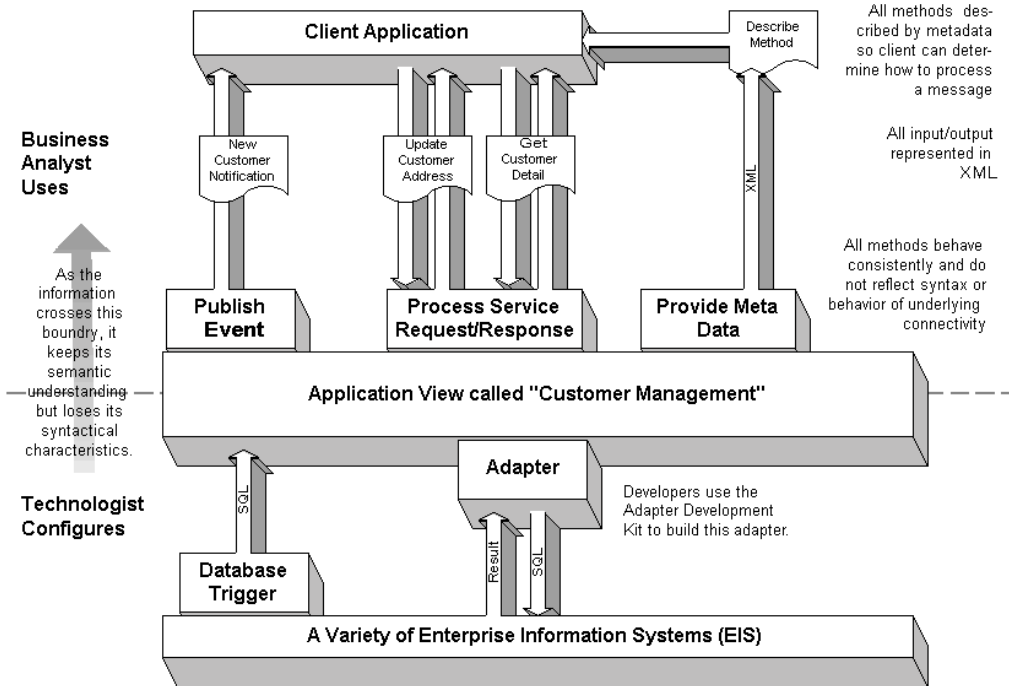 Client Application
Describe
Method
All methods des-
cribed by metadata
so client can deter-
mine how to process
a message
Business
Analyst
Uses
New
Customer
Notification
Update
Customer
Address
Get
Customer
Detail
XML
All input/output
represented in
XML
All methods behave
consistently and do
not reflect syntax or
behavior of underlying
connectivity
As the
information
crosses this
boundry, it
keeps its
semantic
understanding
but loses its
syntactical
characteristics.
Publish
Event
Process Service
Request/Response
Provide Meta
Data
Application View called "Customer Management"
Technologist
Configures
SQL
Adapter
Developers use the
Adapter Development
Kit to build this adapter.
Database
Trigger
Result
SQL
A Variety of Enterprise Information Systems (EIS)